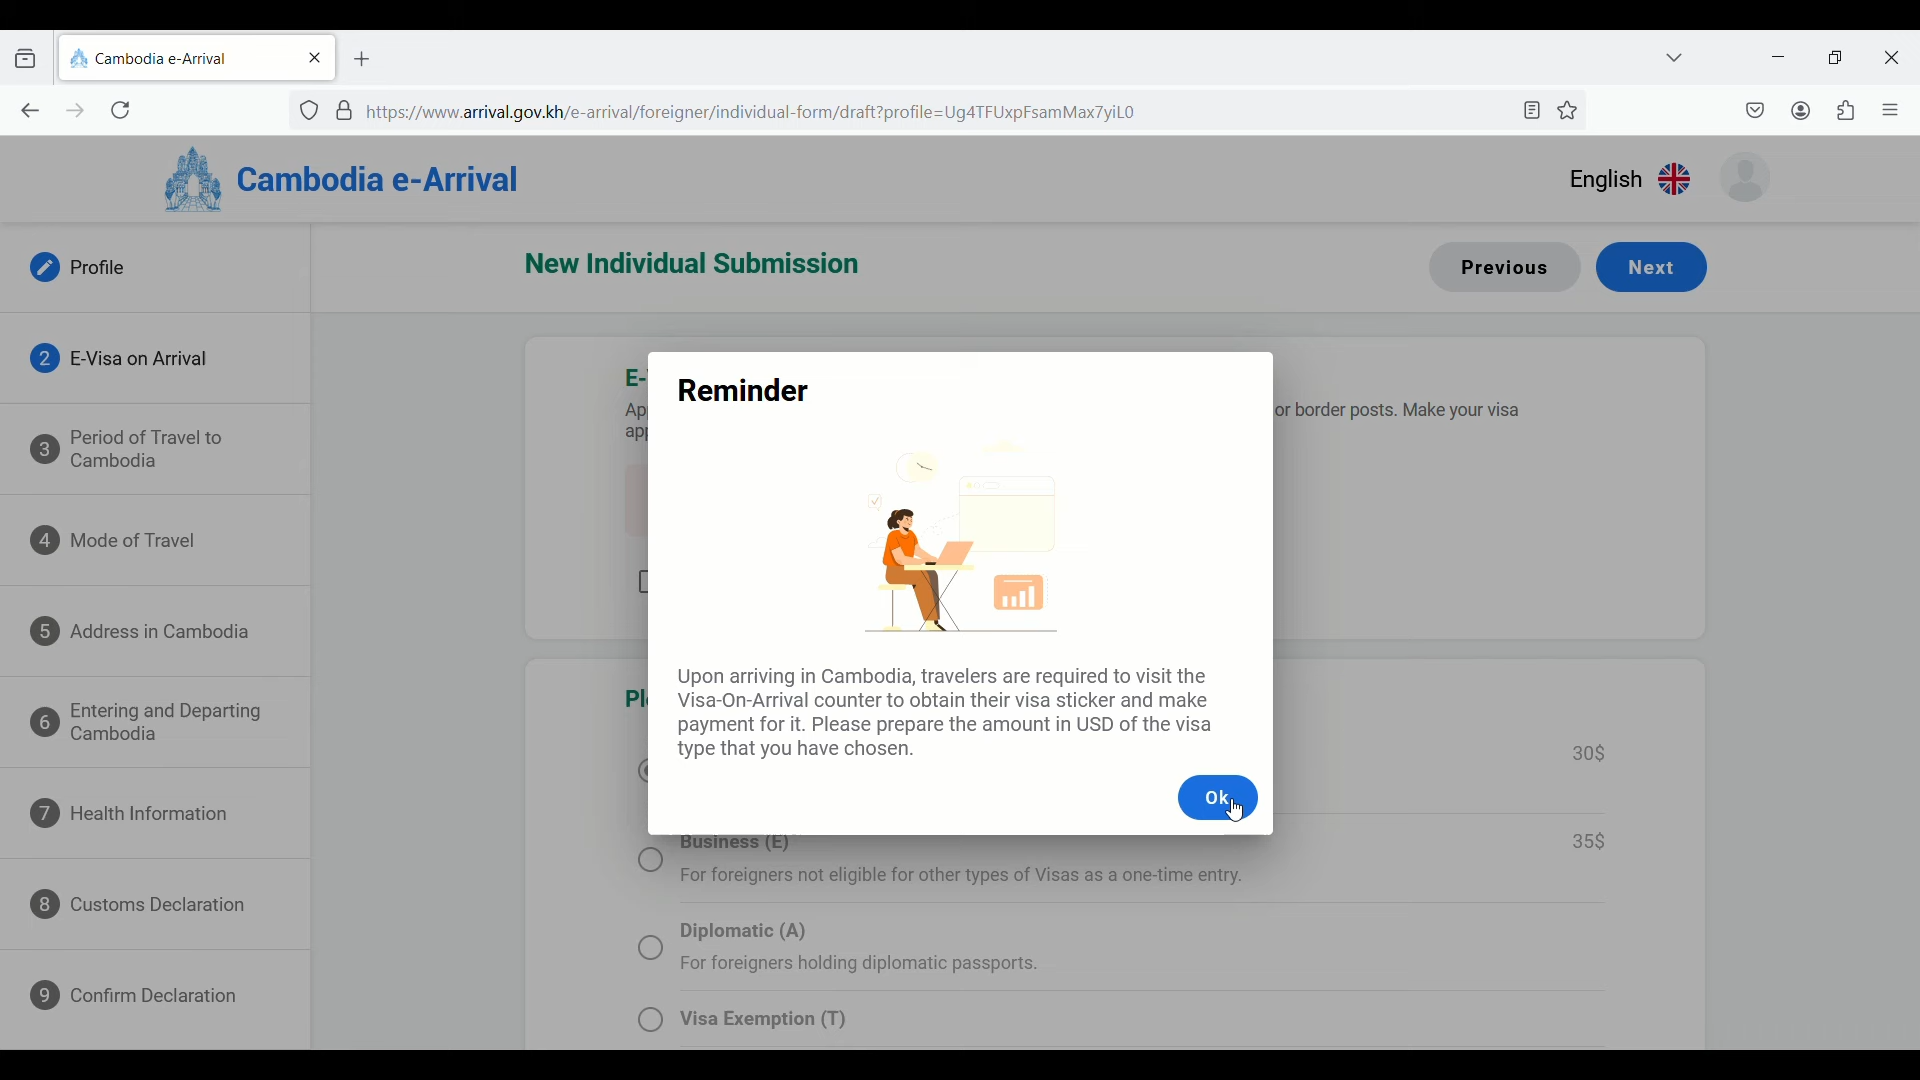 Cambodia e-Arrival
https://www.arrival.gov.kh/e-arrival/foreigner/individual-form/draft?profile=Ug4TFUxpFsamMax7yiL0
Cambodia e-Arrival
English
Profile
New Individual Submission
Previous
Next
2 E-Visa on Arrival
3 Period of Travel to
Cambodia
4 Mode of Travel
5 Address in Cambodia
6 Entering and Departing
Cambodia
7 Health Information
8 Customs Declaration
9 Confirm Declaration
E-
or border posts. Make your visa
Reminder
Upon arriving in Cambodia, travelers are required to visit the
Visa-On-Arrival counter to obtain their visa sticker and make
payment for it. Please prepare the amount in USD of the visa
type that you have chosen.
Ok
30$
Business (E)
35$
For foreigners not eligible for other types of Visas as a one-time entry.
Diplomatic (A)
For foreigners holding diplomatic passports.
Visa Exemption (T)